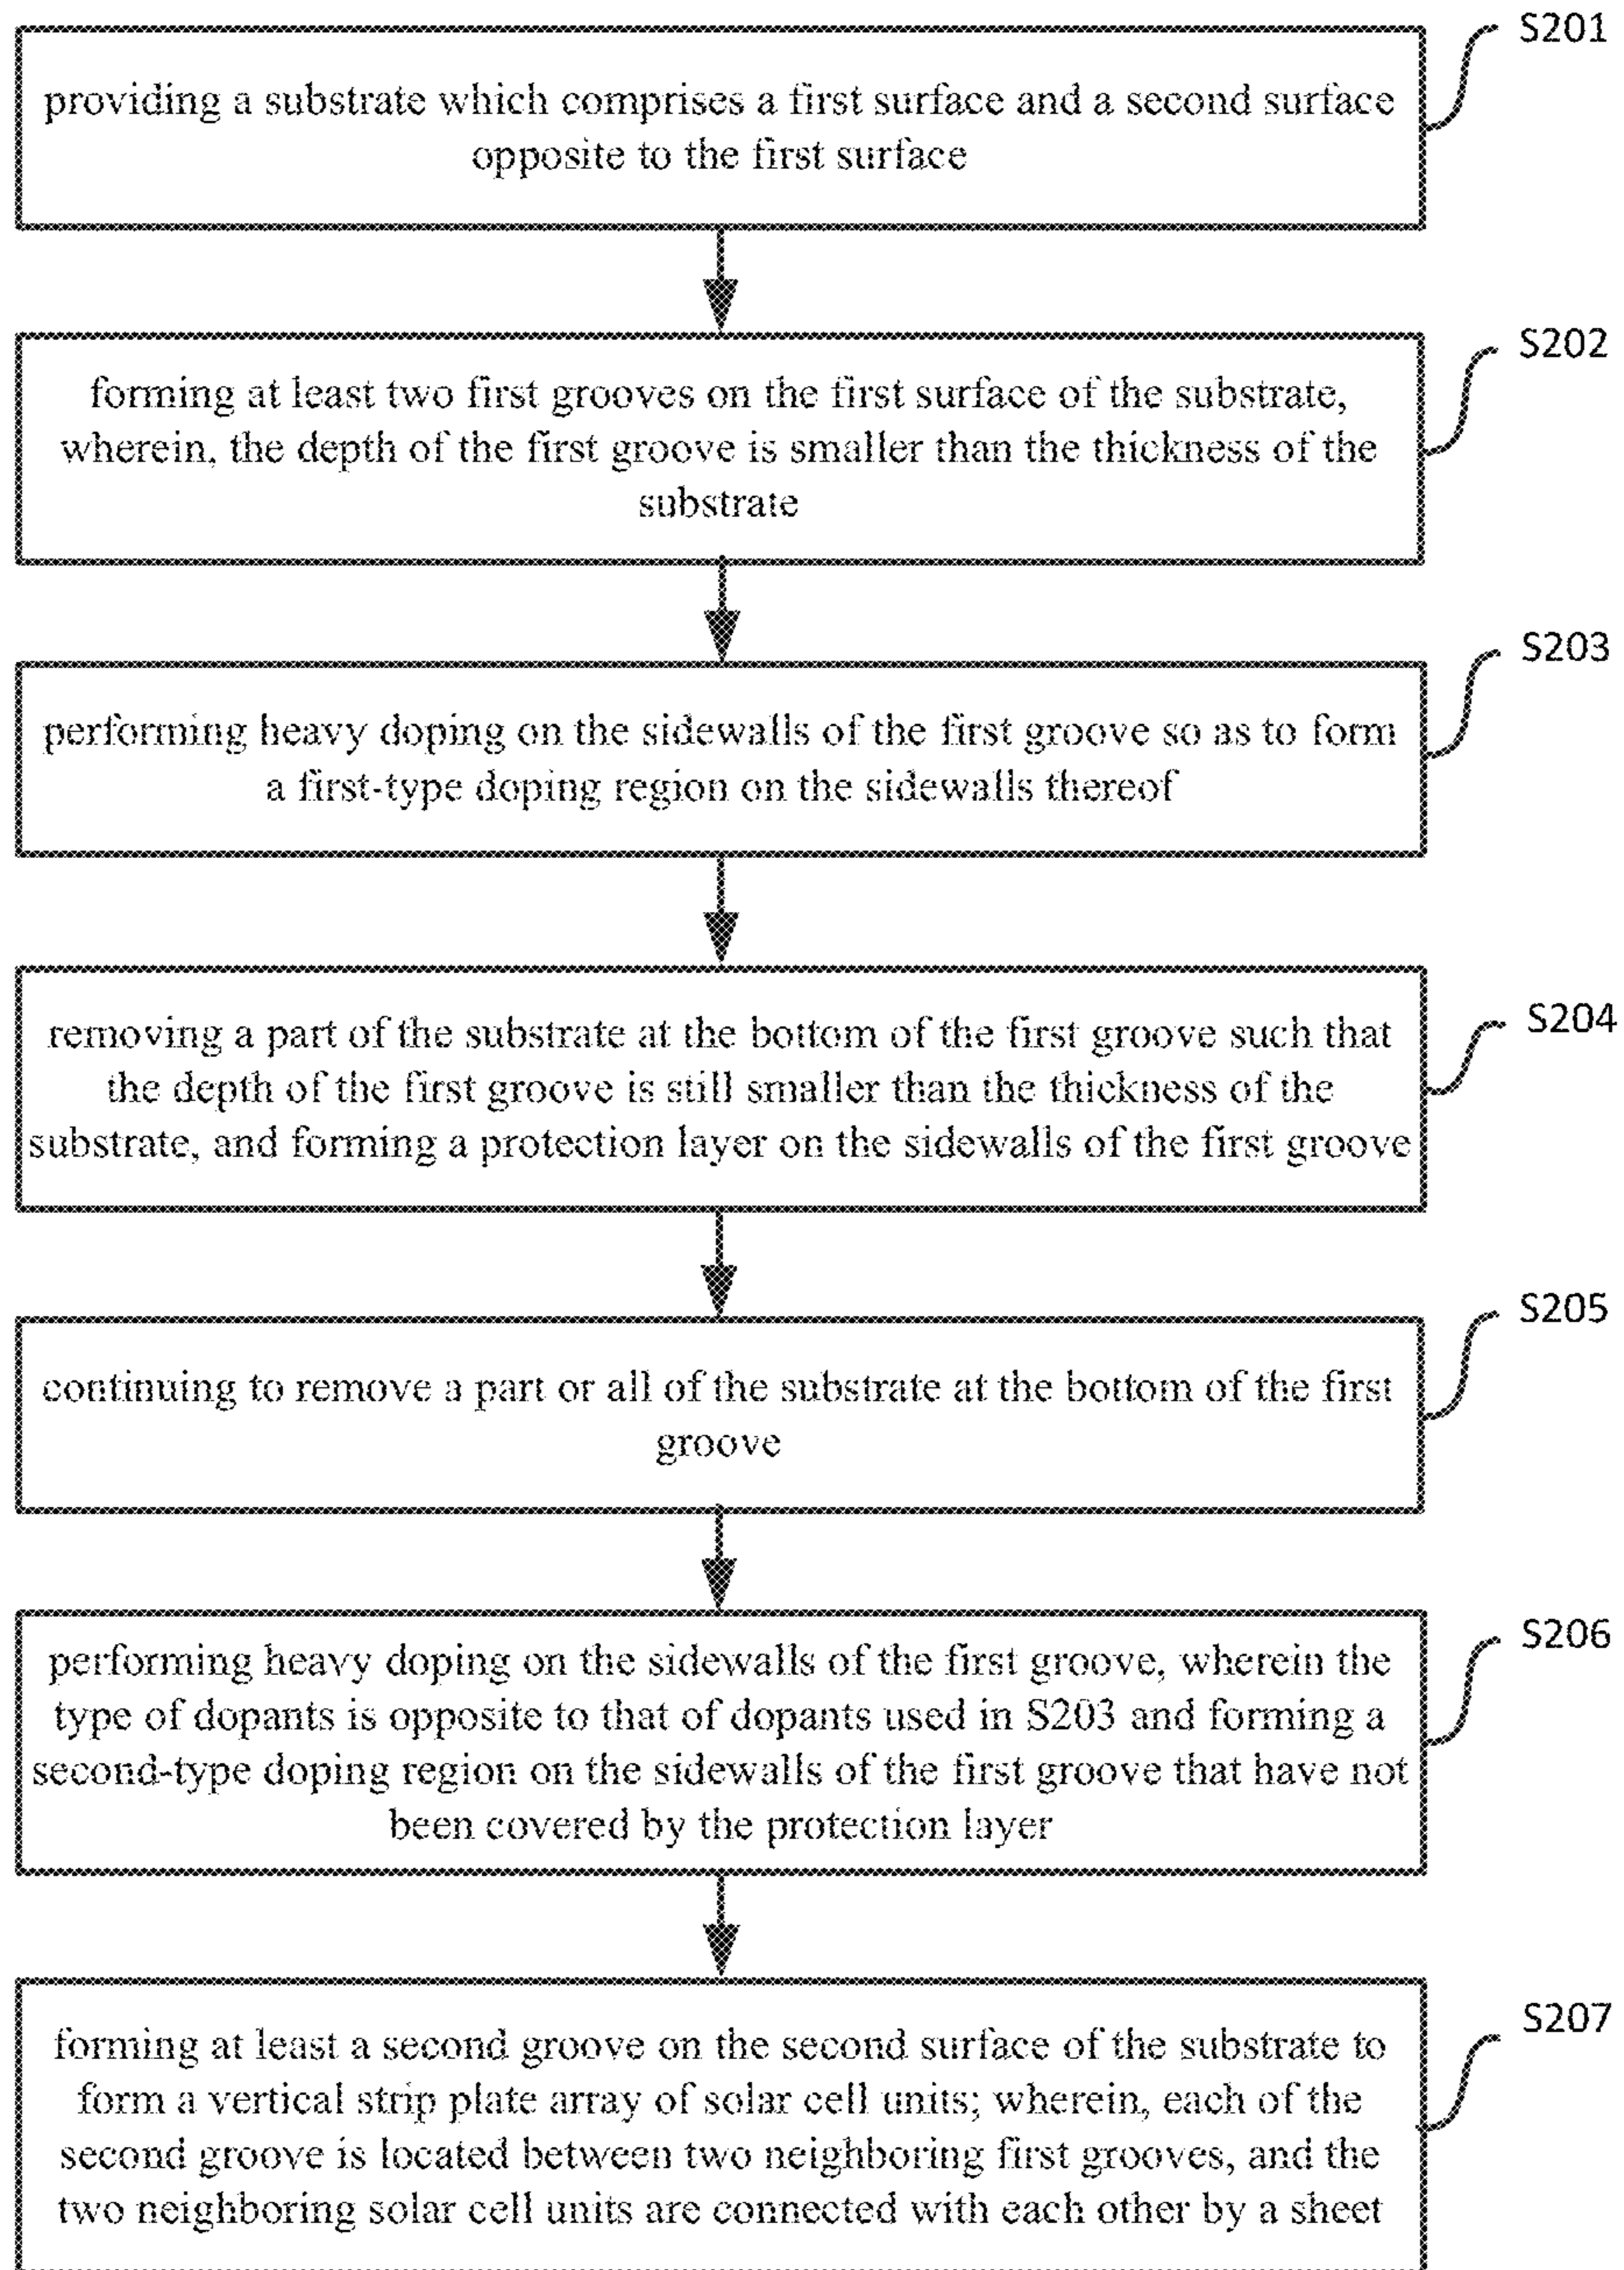 S201
providing a substrate which comprises a first surface and a second surface
opposite to the first surface
S202
forming at least two first grooves on the first surface of the substrate,
wherein, the depth of the first groove is smaller than the thickness of the
substrate
S203
performing heavy doping on the sidewalls of the first groove so as to form
a first-type doping region on the sidewalls thereof
S204
removing a part of the substrate at the bottom of the first groove such that
the depth of the first groove is still smaller than the thickness of the
substrate, and forming a protection layer on the sidewalls of the first groove
S205
continuing to remove a part or all of the substrate at the bottom of the first
groove
S206
performing heavy doping on the sidewalls of the first groove, wherein the
type of dopants is opposite to that of dopants used in S203 and forming a
second-type doping region on the sidewalls of the first groove that have not
been covered by the protection layer
S207
forming at least a second groove on the second surface of the substrate to
form a vertical strip plate array of solar cell units; wherein, each of the
second groove is located between two neighboring first grooves, and the
two neighboring solar cell units are connected with each other by a sheet